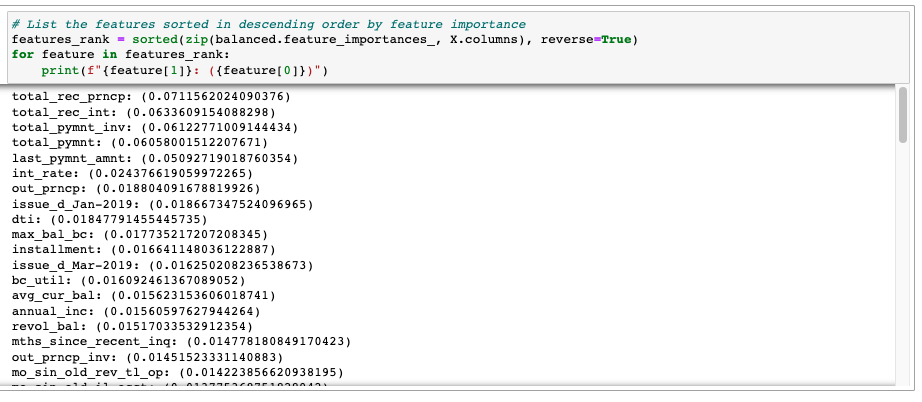 # List the features sorted in descending order by feature importance
features_rank = sorted(zip(balanced.feature_importances_, X.columns), reverse=True)
for feature in features_rank:
    print(f"{feature[1]}: ({feature[0]})")
total_rec_prncp: (0.0711562024090376)
total_rec_int: (0.0633609154088298)
total_pymnt_inv: (0.06122771009144434)
total_pymnt: (0.06058001512207671)
last_pymnt_amnt: (0.05092719018760354)
int_rate: (0.024376619059972265)
out_prncp: (0.018804091678819926)
issue_d_Jan-2019: (0.018667347524096965)
dti: (0.01847791455445735)
max_bal_bc: (0.017735217207208345)
installment: (0.016641148036122887)
issue_d_Mar-2019: (0.016250208236538673)
bc_util: (0.016092461367089052)
avg_cur_bal: (0.015623153606018741)
annual_inc: (0.01560597627944264)
revol_bal: (0.01517033532912354)
mths_since_recent_inq: (0.014778180849170423)
out_prncp_inv: (0.01451523331140883)
mo_sin_old_rev_tl_op: (0.014223856620938195)